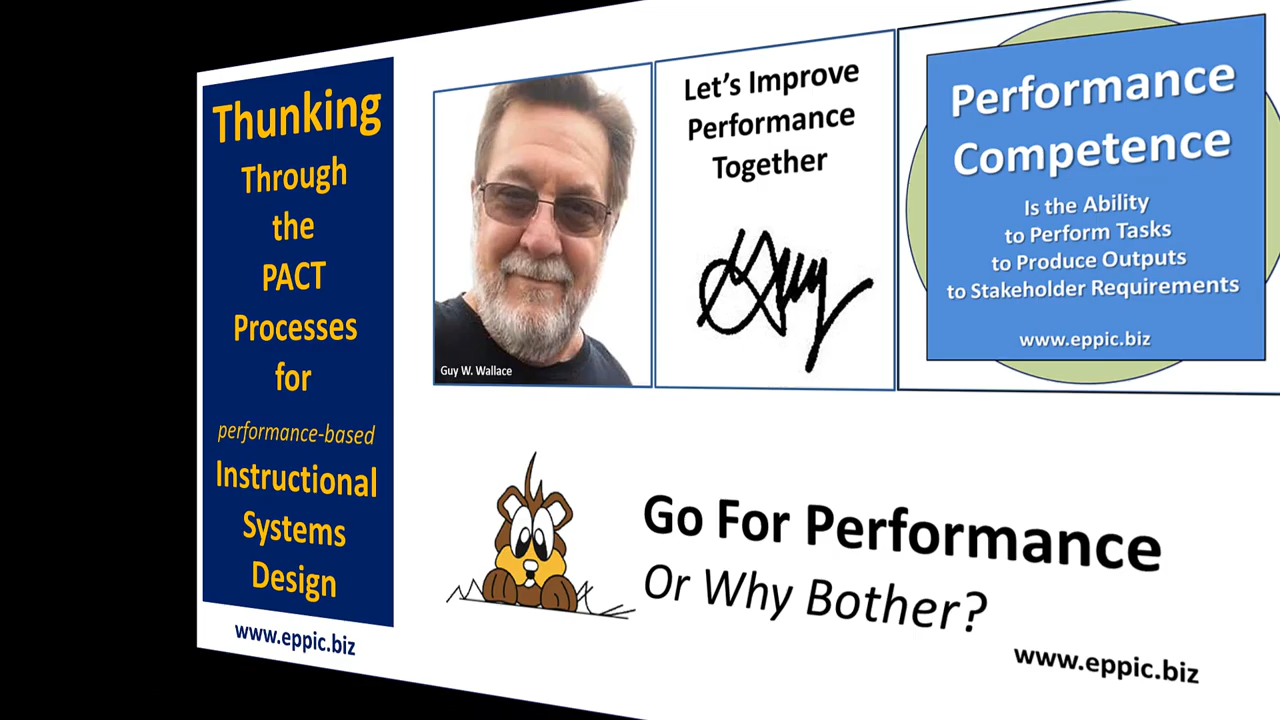 Thunking
Through
the
PACT
Processes
for
performance-based
Instructional
Systems
Design
www.eppic.biz
Guy W. Wallace
Let's Improve
Performance
Together
Guy
Performance
Competence
Is the Ability
to Perform Tasks
to Produce Outputs
to Stakeholder Requirements
www.eppic.biz
Go For Performance
Or Why Bother?
www.eppic.biz